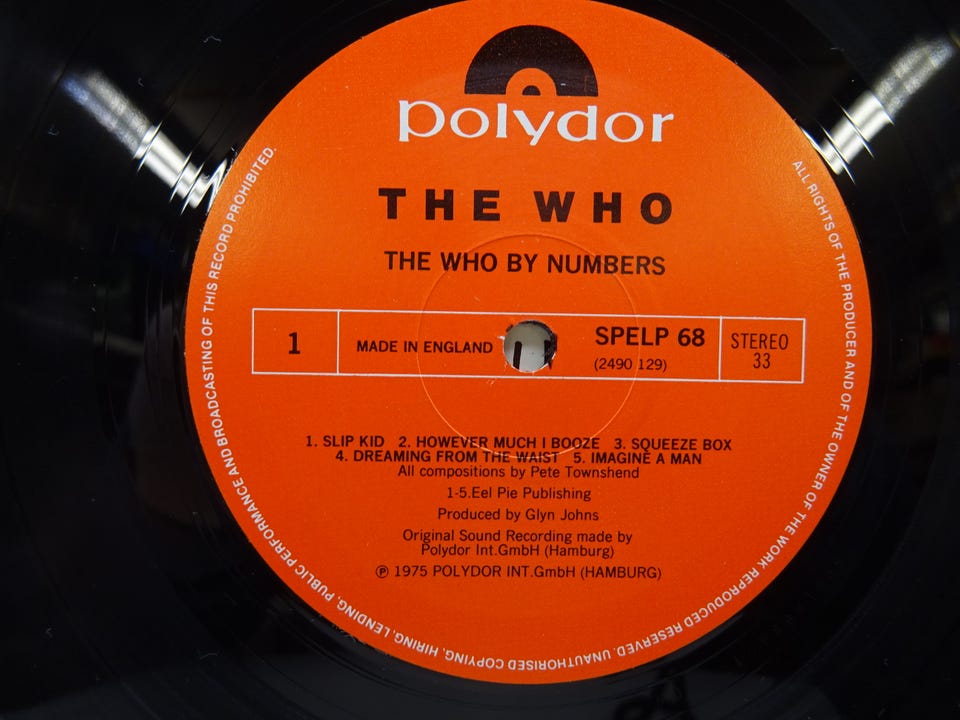 polydor
THE WHO
THE WHO BY NUMBERS
1
MADE IN ENGLAND
SPELP 68
(2490 129)
STEREO
33
1. SLIP KID 2. HOWEVER MUCH I BOOZE 3. SQUEEZE BOX
4. DREAMING FROM THE WAIST 5. IMAGINE A MAN
All compositions by Pete Townshend
1-5.Eel Pie Publishing
Produced by Glyn Johns
Original Sound Recording made by
Polydor Int.GmbH (Hamburg)
℗ 1975 POLYDOR INT.GmbH (HAMBURG)
ALL RIGHTS OF THE PRODUCER AND OF THE OWNER OF THE WORK REPRODUCED RESERVED. UNAUTHORISED COPYING, HIRING, LENDING, PUBLIC PERFORMANCE AND BROADCASTING OF THIS RECORD PROHIBITED.